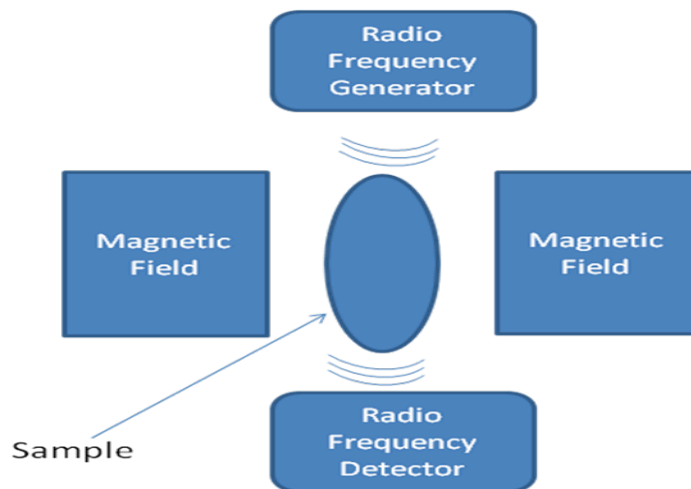 Radio
Frequency
Generator
Magnetic
Field
Magnetic
Field
Radio
Frequency
Detector
Sample